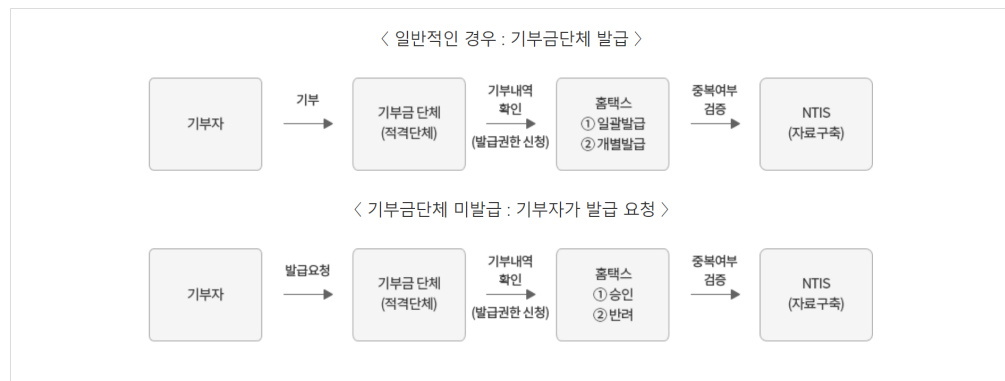 〈 일반적인 경우 : 기부금단체 발급 〉
기부자
기부
기부금 단체
(적격단체)
기부내역
확인
(발급권한 신청)
홈택스
① 일괄발급
② 개별발급
중복여부
검증
NTIS
(자료구축)
〈 기부금단체 미발급 : 기부자가 발급 요청 〉
기부자
발급요청
기부금 단체
(적격단체)
기부내역
확인
(발급권한 신청)
홈택스
① 승인
② 반려
중복여부
검증
NTIS
(자료구축)